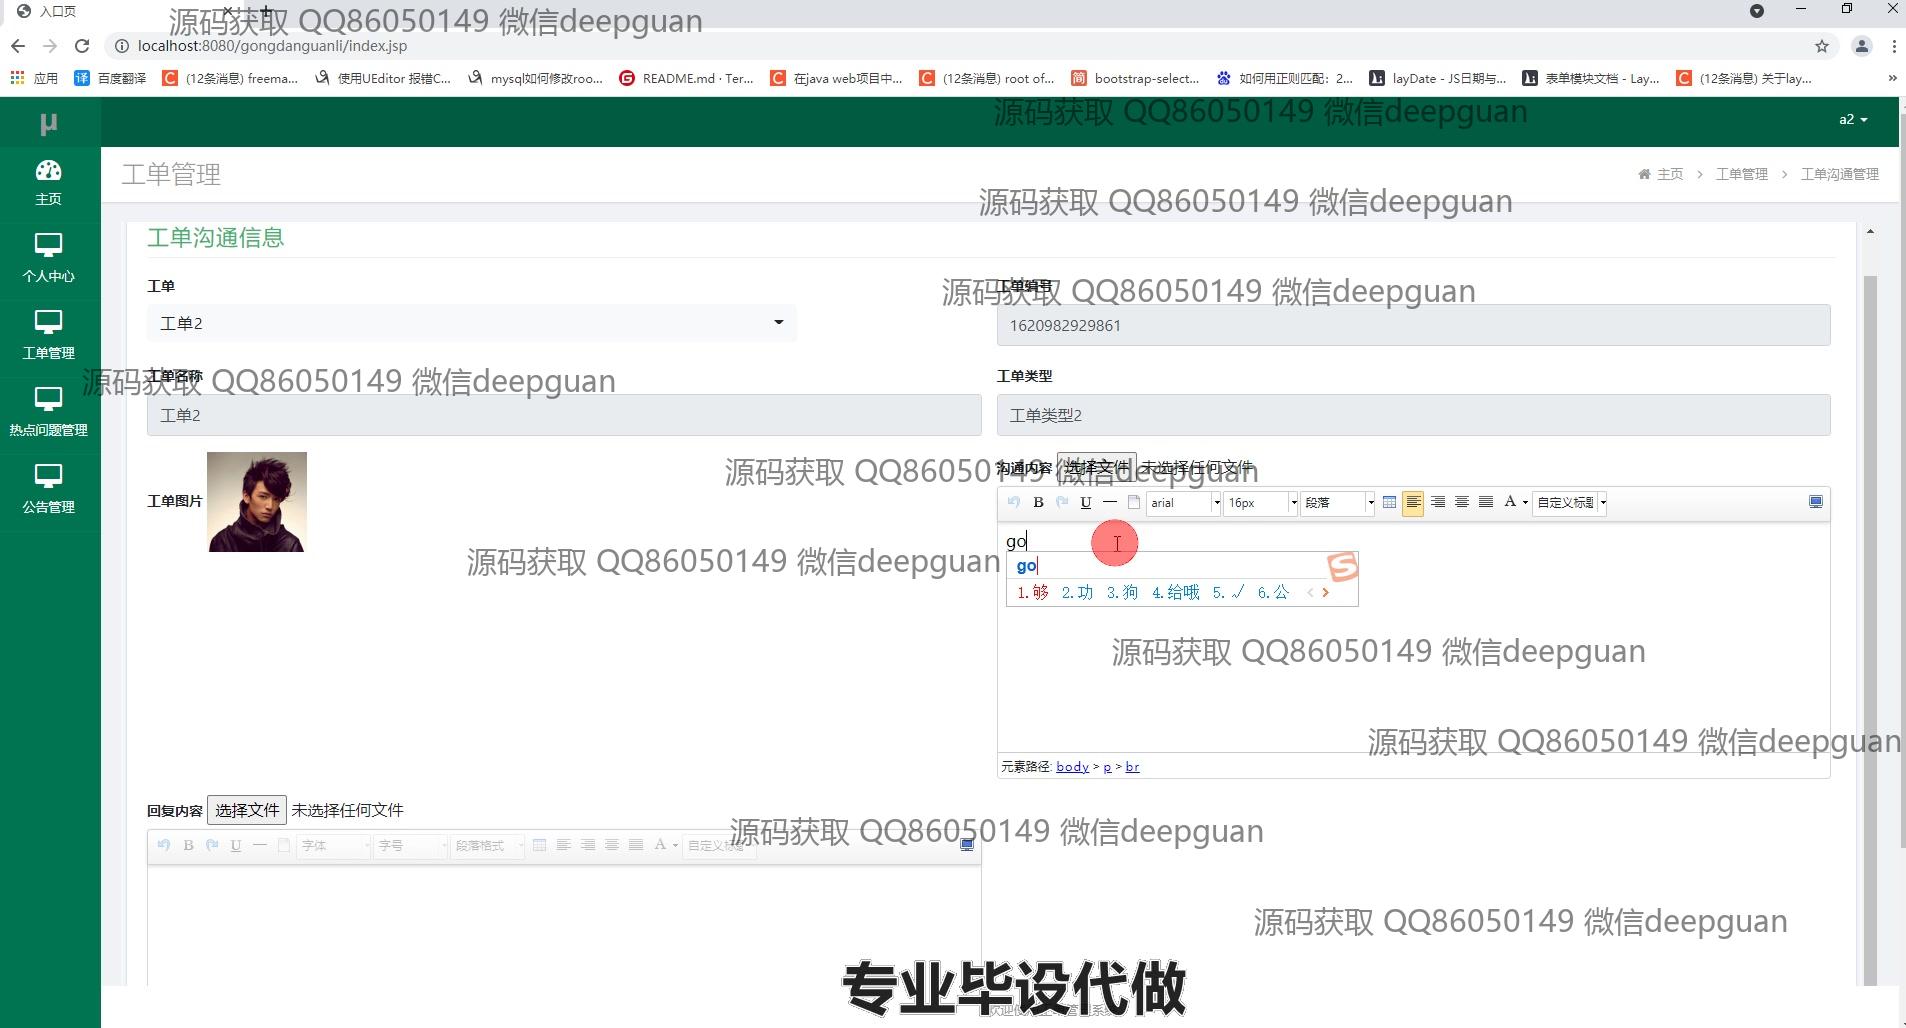 入口页
源码获取 QQ86050149 微信deepguan
localhost:8080/gongdanguanli/index.jsp
应用 百度翻译 (12条消息) freema... 使用UEditor 报错C... mysql如何修改roo... README.md · Ter... 在java web项目中... (12条消息) root of... bootstrap-select... 如何用正则匹配：2... layDate - JS日期与... 表单模块文档 - Lay... (12条消息) 关于lay... »
源码获取 QQ86050149 微信deepguan
μ
a2
主页
工单管理
主页 > 工单管理 > 工单沟通管理
源码获取 QQ86050149 微信deepguan
工单沟通信息
个人中心
工单
工单编号
源码获取 QQ86050149 微信deepguan
工单2
1620982929861
工单管理
工单名称
源码获取 QQ86050149 微信deepguan
工单类型
工单2
工单类型2
热点问题管理
沟通内容 选择文件 未选择任何文件
源码获取 QQ86050149 微信deepguan
工单图片
B U arial 16px 段落 A 自定义标题
公告管理
go
源码获取 QQ86050149 微信deepguan
go
1.够 2.功 3.狗 4.给哦 5.√ 6.公
源码获取 QQ86050149 微信deepguan
源码获取 QQ86050149 微信deepguan
元素路径: body > p > br
回复内容 选择文件 未选择任何文件
源码获取 QQ86050149 微信deepguan
B U 字体 字号 段落格式 A 自定义标题
源码获取 QQ86050149 微信deepguan
专业毕设代做